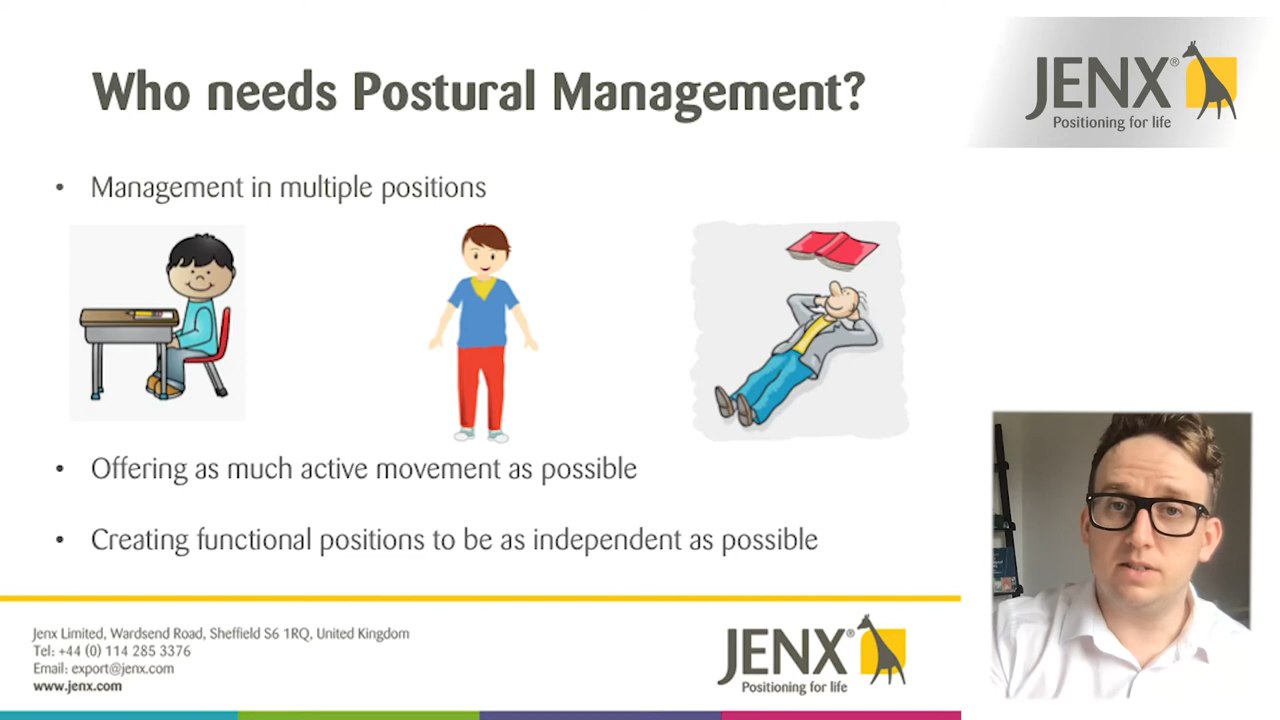 Who needs Postural Management?
JENX®
Positioning for life
• Management in multiple positions
• Offering as much active movement as possible
• Creating functional positions to be as independent as possible
Jenx Limited, Wardsend Road, Sheffield S6 1RQ, United Kingdom
Tel: +44 (0) 114 285 3376
Email: export@jenx.com
www.jenx.com
JENX®
Positioning for life